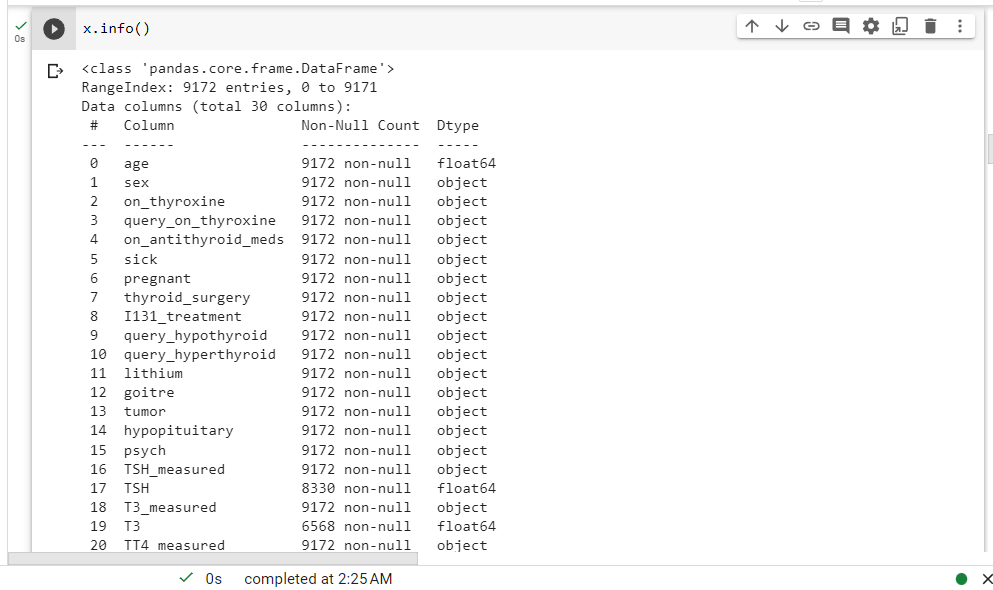 x.info()
0s
<class 'pandas.core.frame.DataFrame'>
RangeIndex: 9172 entries, 0 to 9171
Data columns (total 30 columns):
 #   Column               Non-Null Count  Dtype
---  ------               --------------  -----
 0   age                  9172 non-null   float64
 1   sex                  9172 non-null   object
 2   on_thyroxine         9172 non-null   object
 3   query_on_thyroxine   9172 non-null   object
 4   on_antithyroid_meds  9172 non-null   object
 5   sick                 9172 non-null   object
 6   pregnant             9172 non-null   object
 7   thyroid_surgery      9172 non-null   object
 8   I131_treatment       9172 non-null   object
 9   query_hypothyroid    9172 non-null   object
 10  query_hyperthyroid   9172 non-null   object
 11  lithium              9172 non-null   object
 12  goitre               9172 non-null   object
 13  tumor                9172 non-null   object
 14  hypopituitary        9172 non-null   object
 15  psych                9172 non-null   object
 16  TSH_measured         9172 non-null   object
 17  TSH                  8330 non-null   float64
 18  T3_measured          9172 non-null   object
 19  T3                   6568 non-null   float64
 20  TT4_measured         9172 non-null   object
0s completed at 2:25 AM